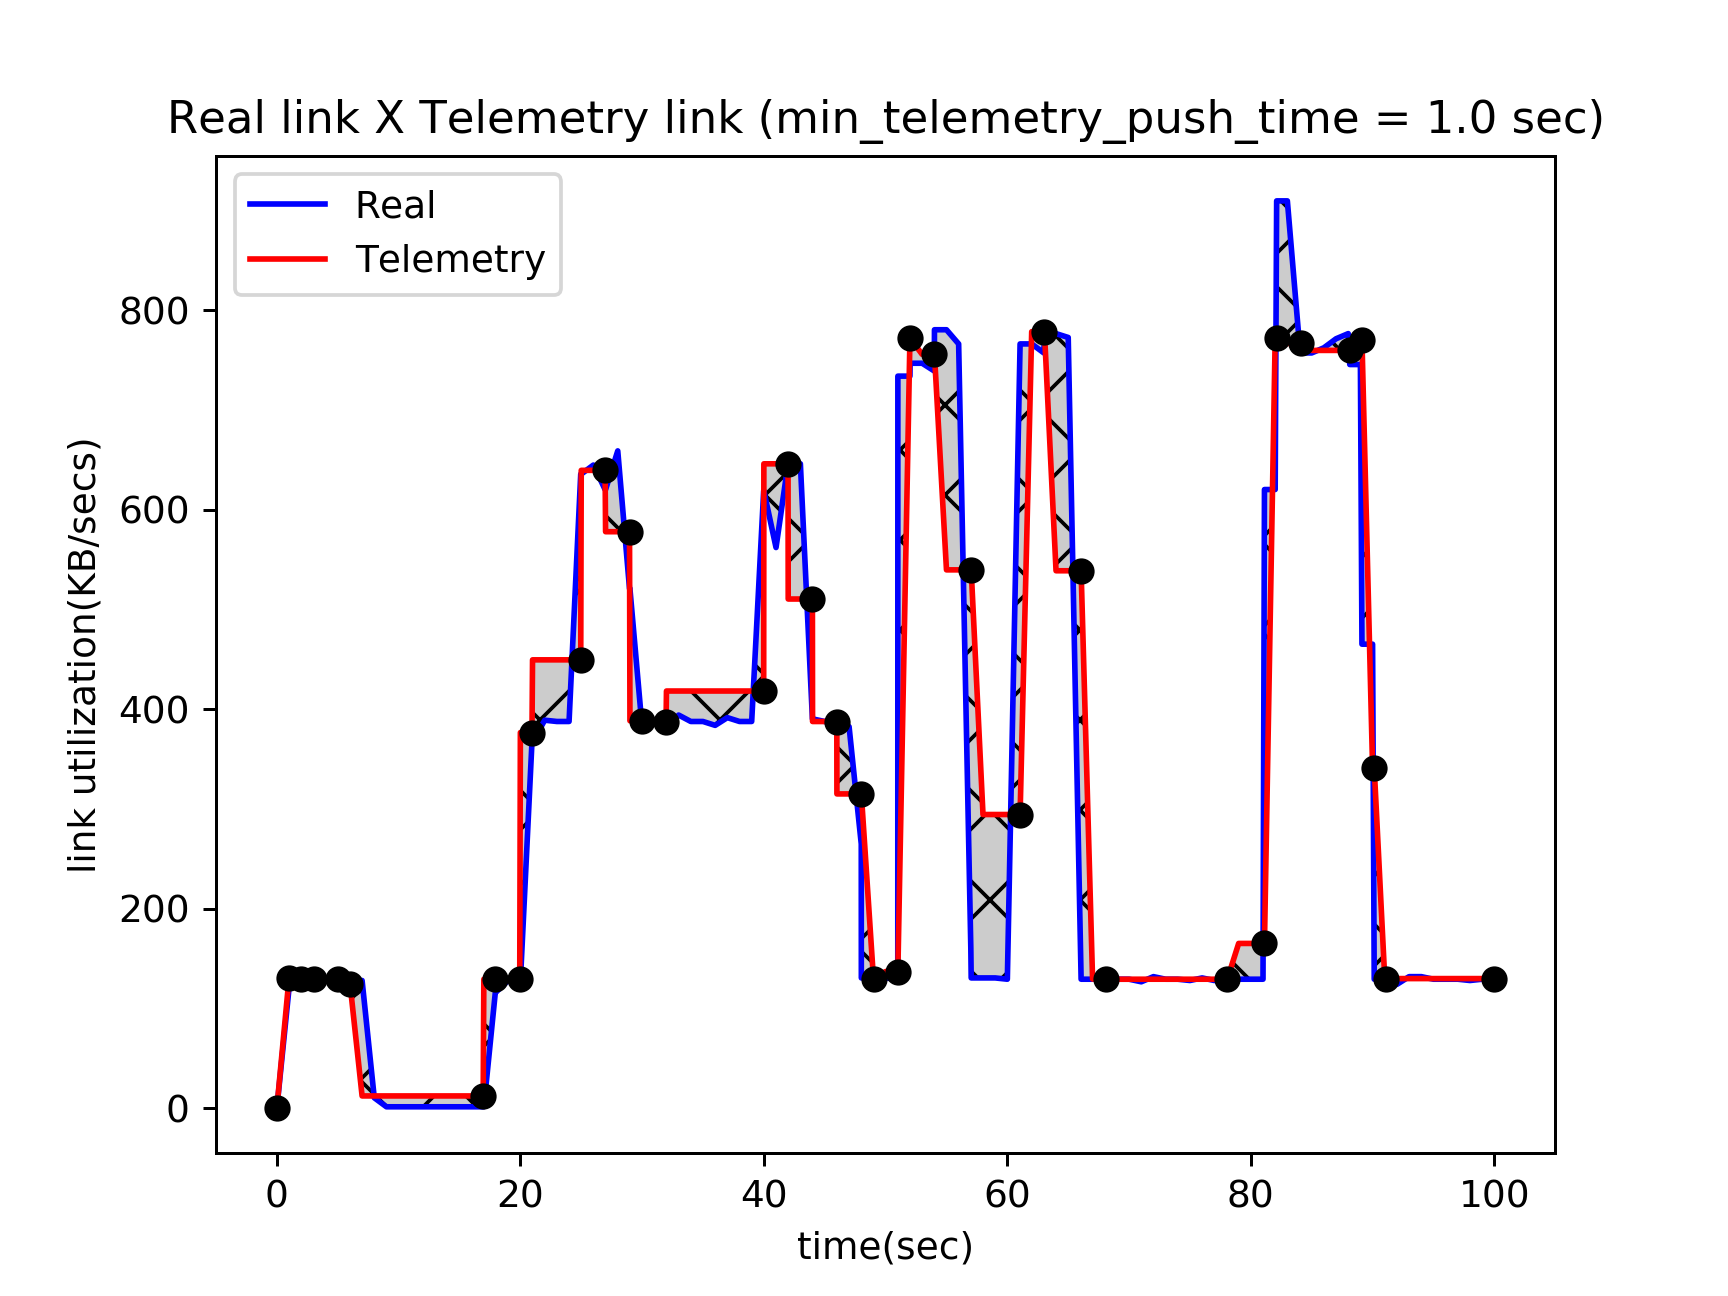 Real link X Telemetry link (min_telemetry_push_time = 1.0 sec)
Real
Telemetry
800
600
400
200
0
link utilization(KB/secs)
0 20 40 60 80 100
time(sec)